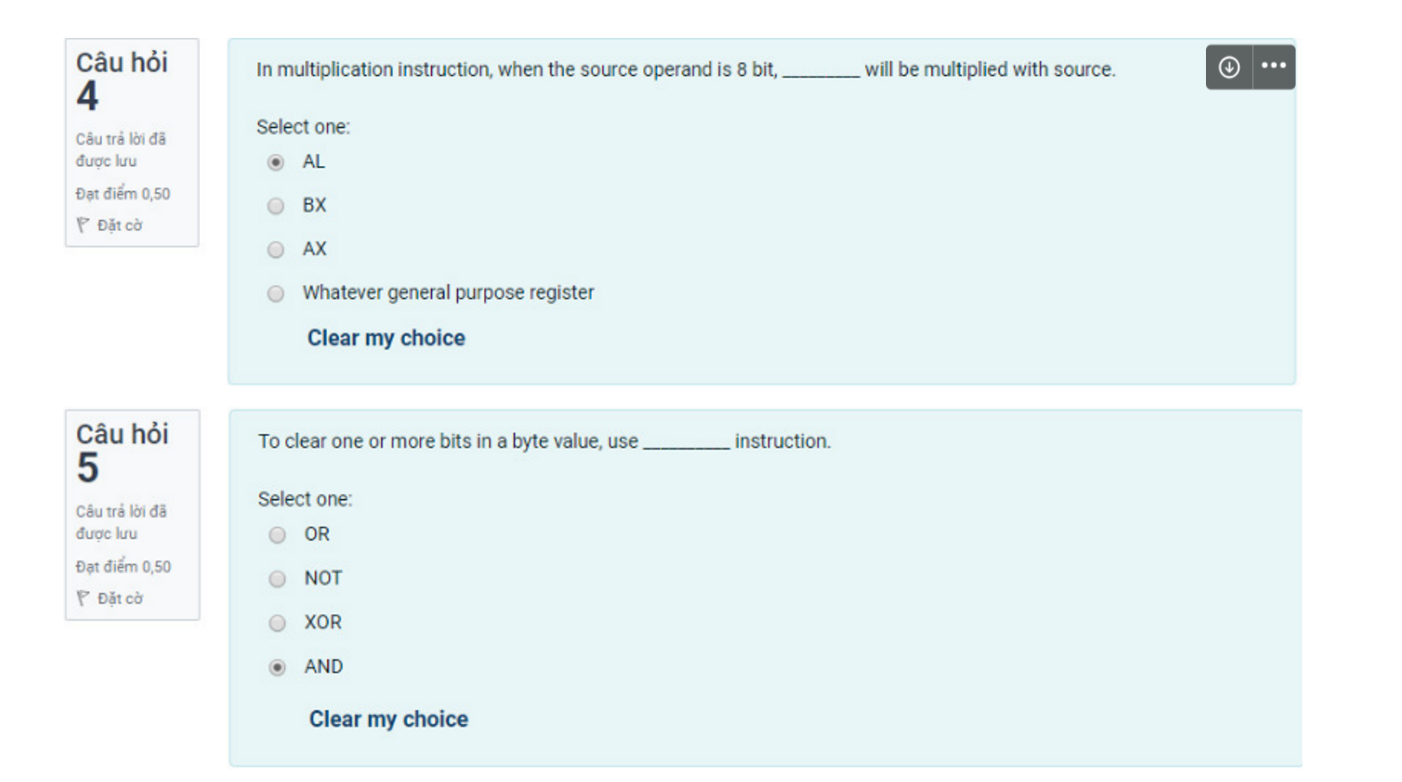 Câu hỏi
4
Câu trả lời đã
được lưu
Đạt điểm 0,50
Đặt cờ
In multiplication instruction, when the source operand is 8 bit, _________ will be multiplied with source.
Select one:
AL
BX
AX
Whatever general purpose register
Clear my choice
Câu hỏi
5
Câu trả lời đã
được lưu
Đạt điểm 0,50
Đặt cờ
To clear one or more bits in a byte value, use __________ instruction.
Select one:
OR
NOT
XOR
AND
Clear my choice